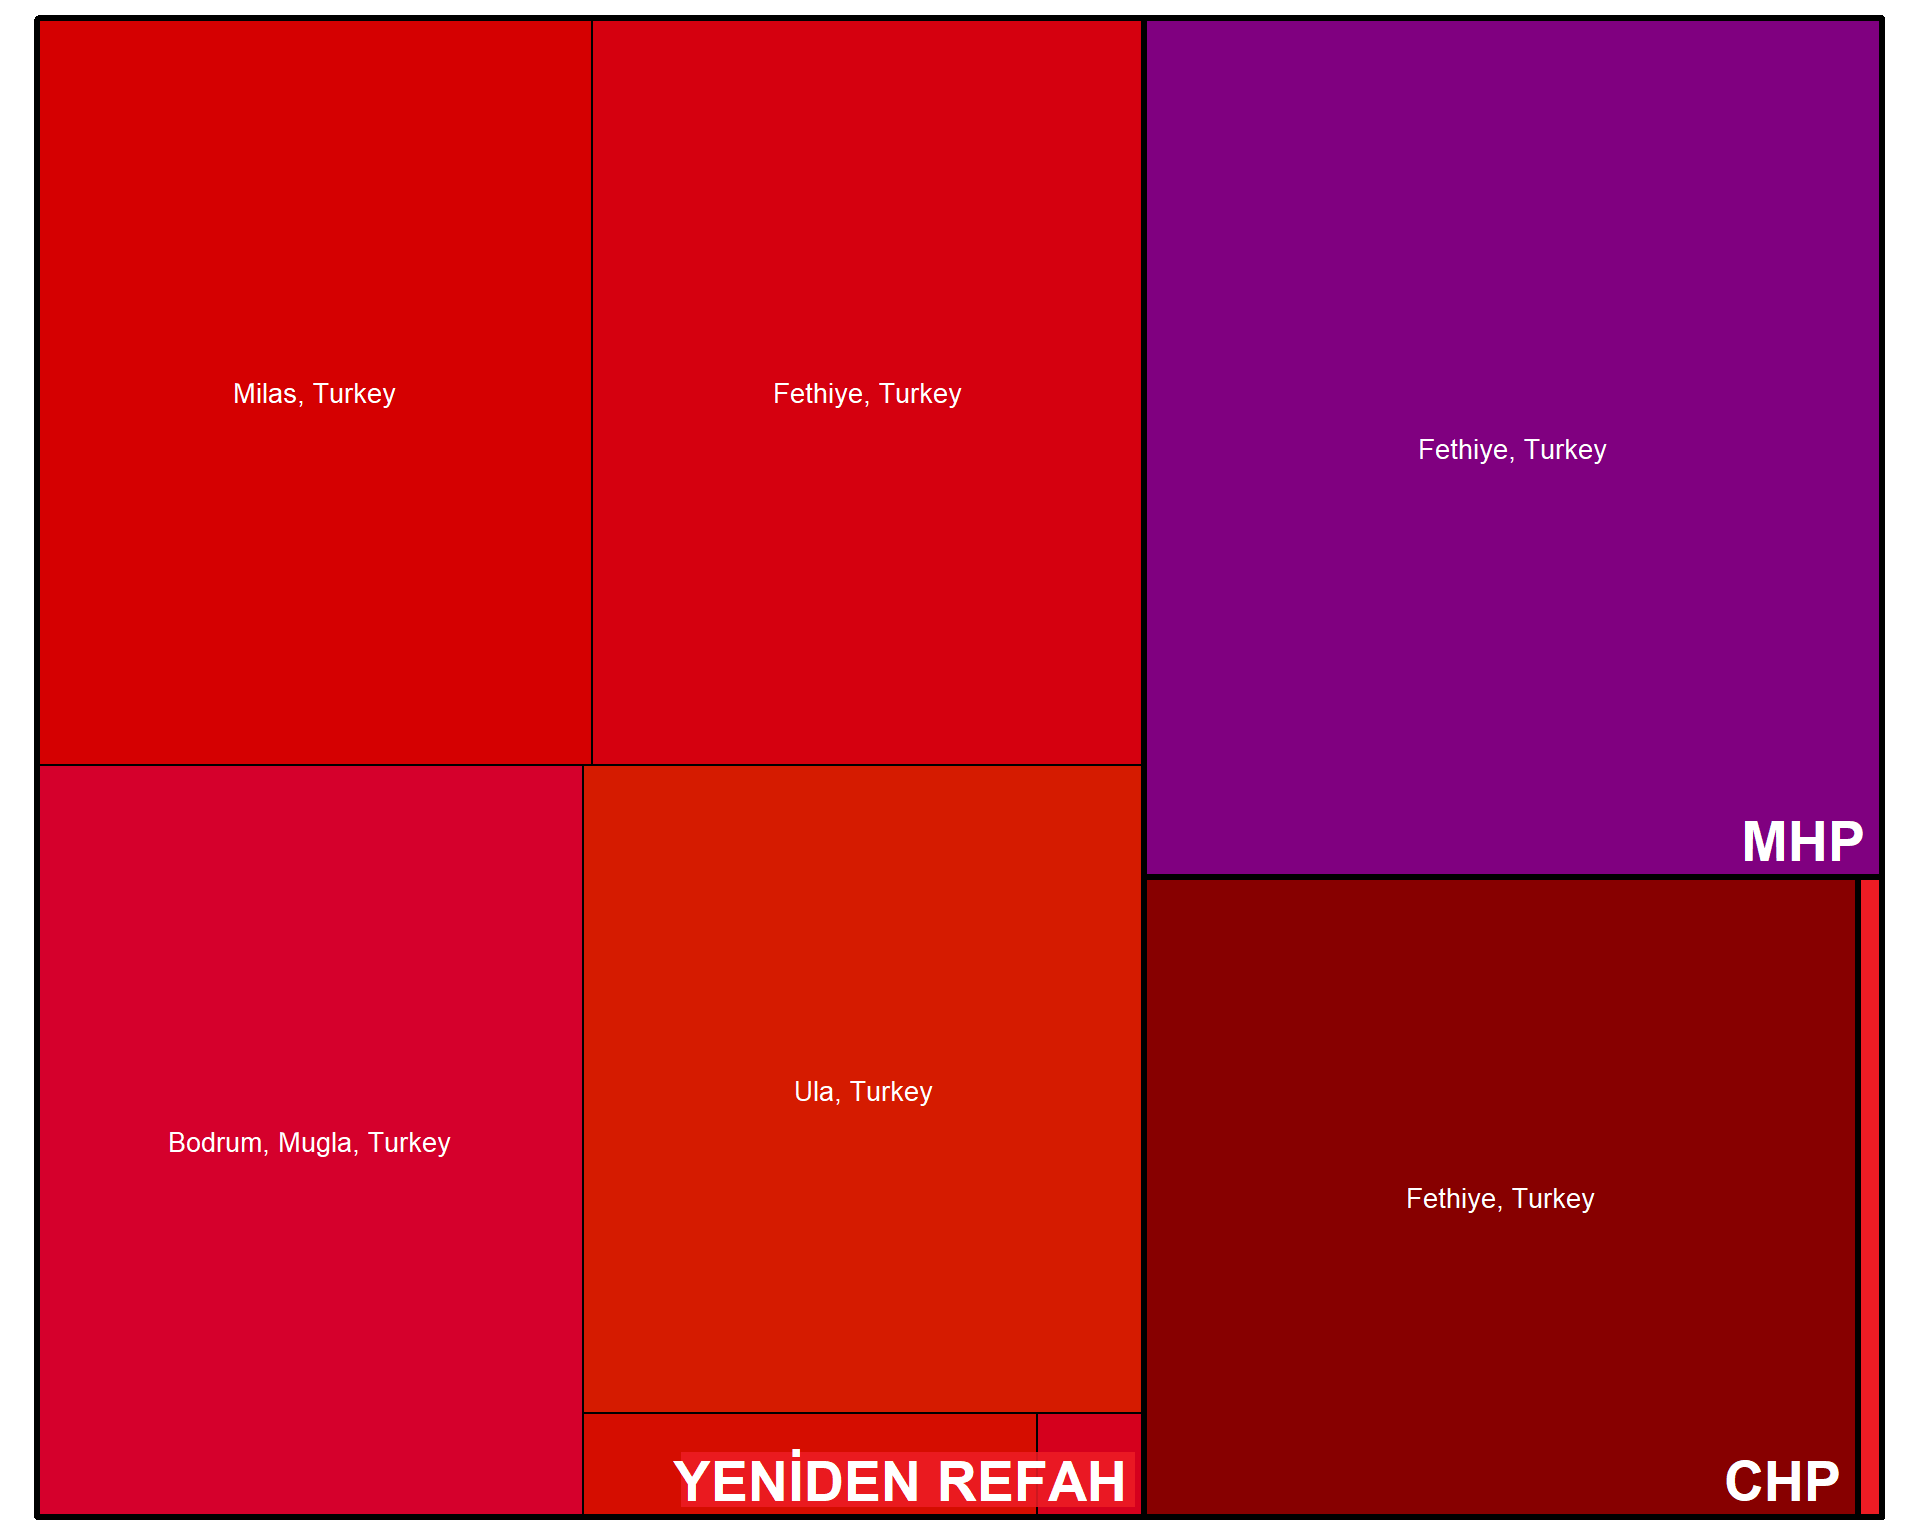 Milas, Turkey
Fethiye, Turkey
Fethiye, Turkey
MHP
Bodrum, Mugla, Turkey
Ula, Turkey
Fethiye, Turkey
YENİDEN REFAH
CHP